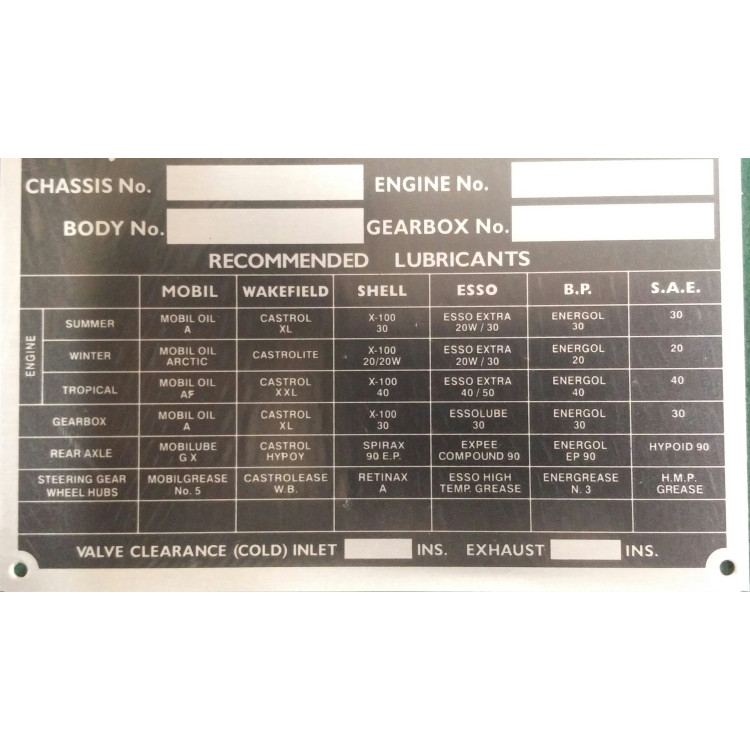 CHASSIS No. ENGINE No.
BODY No. GEARBOX No.
RECOMMENDED LUBRICANTS
MOBIL WAKEFIELD SHELL ESSO B.P. S.A.E.
ENGINE
SUMMER MOBIL OIL A CASTROL XL X-100 30 ESSO EXTRA 20W / 30 ENERGOL 30 30
WINTER MOBIL OIL ARCTIC CASTROLITE X-100 20/20W ESSO EXTRA 20W / 30 ENERGOL 20 20
TROPICAL MOBIL OIL AF CASTROL XXL X-100 40 ESSO EXTRA 40 / 50 ENERGOL 40 40
GEARBOX MOBIL OIL A CASTROL XL X-100 30 ESSOLUBE 30 ENERGOL 30 30
REAR AXLE MOBILUBE GX CASTROL HYPOY SPIRAX 90 E.P. EXPEE COMPOUND 90 ENERGOL EP 90 HYPOID 90
STEERING GEAR WHEEL HUBS MOBILGREASE No. 5 CASTROLEASE W.B. RETINAX A ESSO HIGH TEMP. GREASE ENERGREASE N. 3 H.M.P. GREASE
VALVE CLEARANCE (COLD) INLET INS. EXHAUST INS.